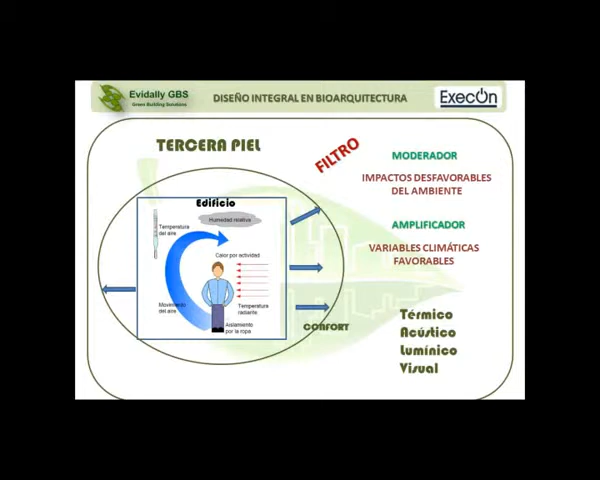 Evidally GBS
Green Building Solutions
DISEÑO INTEGRAL EN BIOARQUITECTURA
ExecOn
TERCERA PIEL
FILTRO
MODERADOR
IMPACTOS DESFAVORABLES
DEL AMBIENTE
AMPLIFICADOR
VARIABLES CLIMÁTICAS
FAVORABLES
Edificio
Humedad relativa
Temperatura
del aire
Calor por actividad
Movimiento
del aire
Temperatura
radiante
Aislamiento
por la ropa
CONFORT
Térmico
Acústico
Lumínico
Visual